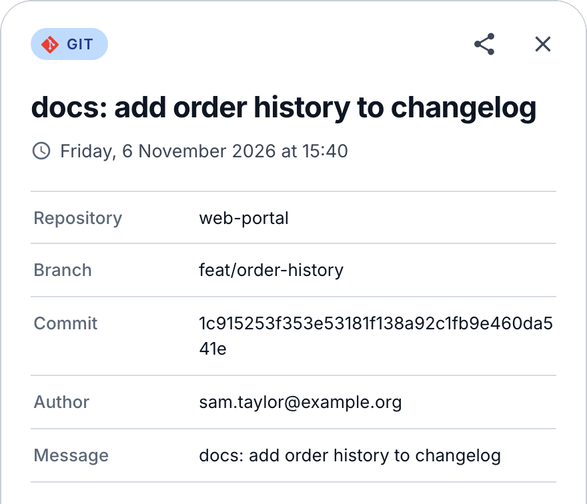 GIT
docs: add order history to changelog
Friday, 6 November 2026 at 15:40
Repository web-portal
Branch feat/order-history
Commit 1c915253f353e53181f138a92c1fb9e460da5
41e
Author sam.taylor@example.org
Message docs: add order history to changelog